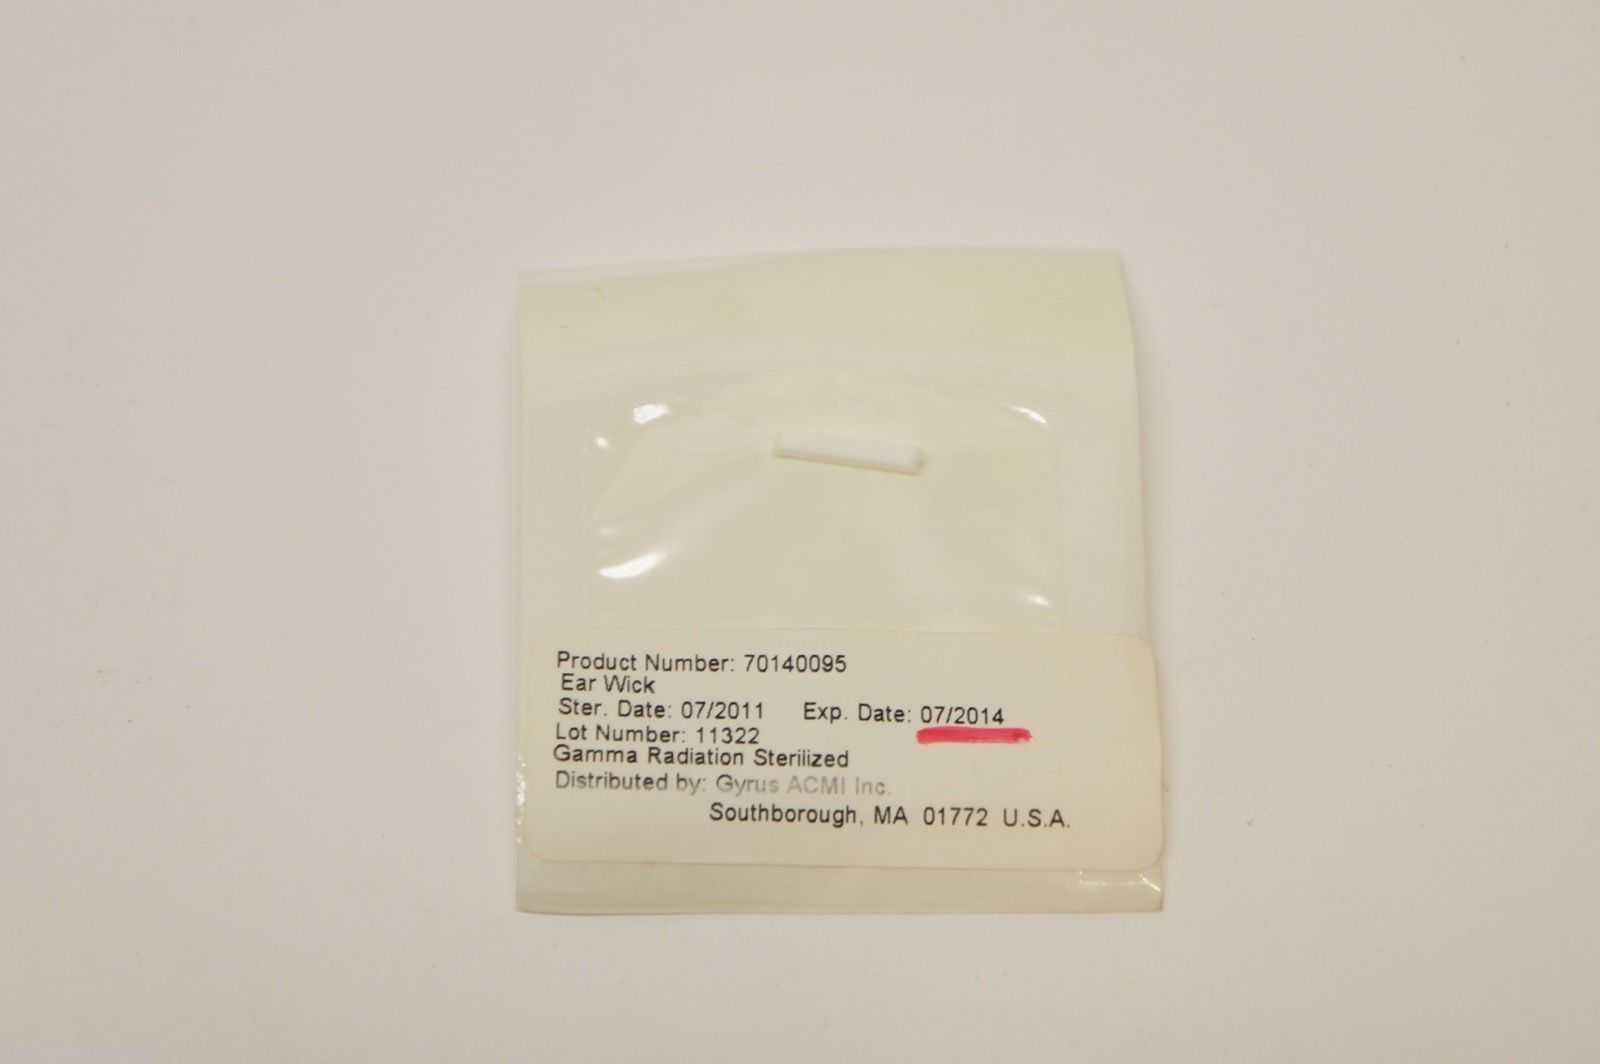 Product Number: 70140095
Ear Wick
Ster. Date: 07/2011 Exp. Date: 07/2014
Lot Number: 11322
Gamma Radiation Sterilized
Distributed by: Gyrus ACMI Inc.
Southborough, MA 01772 U.S.A.